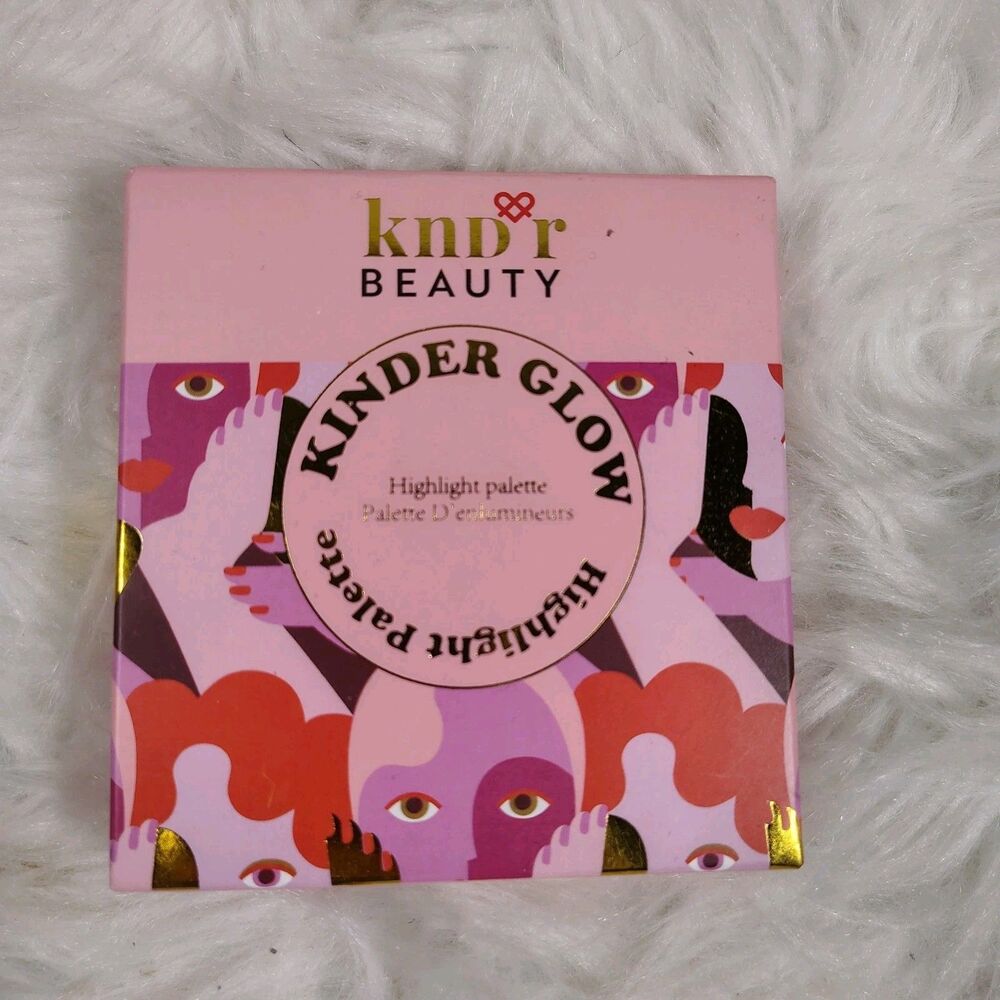 knD'r
BEAUTY
KINDER GLOW
Highlight palette
Palette D'enlumineurs
Highlight Palette